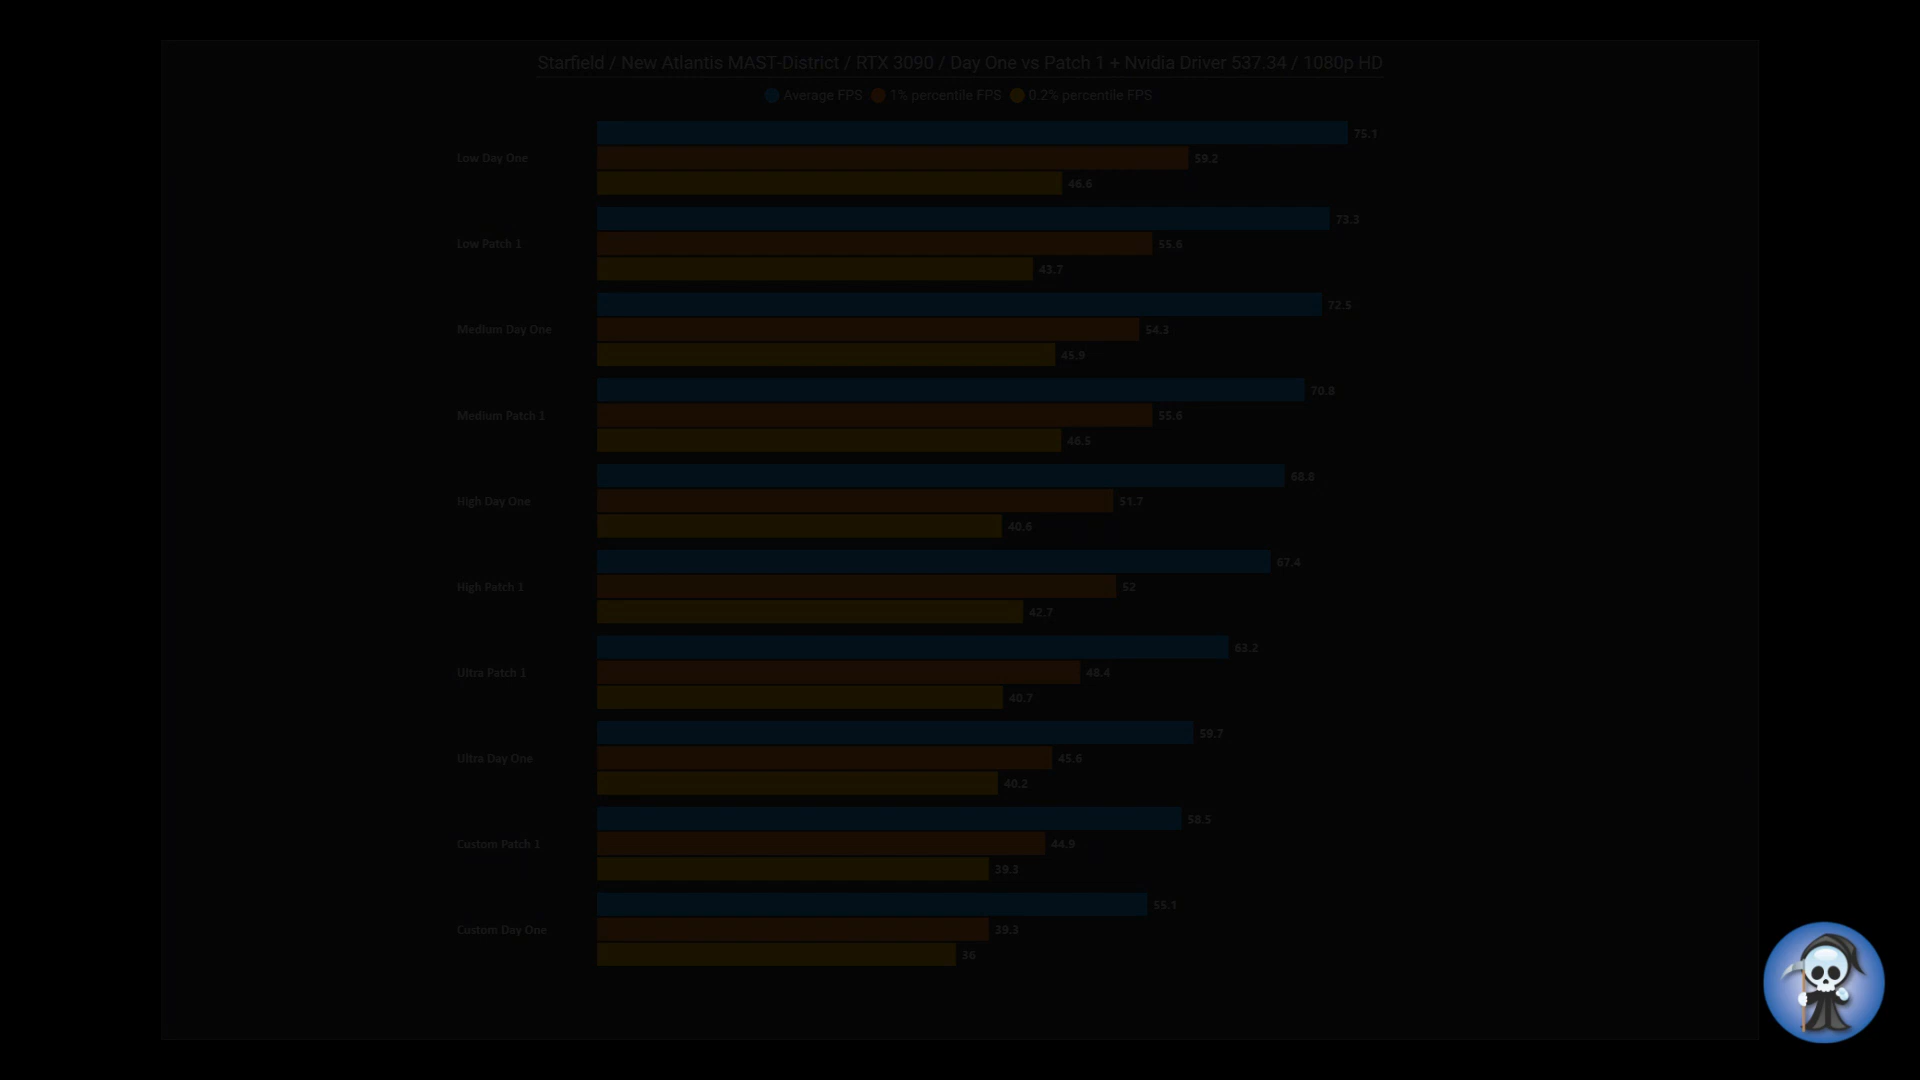 Starfield / New Atlantis MAST-District / RTX 3090 / Day One vs Patch 1 + Nvidia Driver 537.34 / 1080p HD
Average FPS 1% percentile FPS 0.2% percentile FPS
75.1
Low Day One 59.2
46.6
73.3
Low Patch 1 55.6
43.7
72.5
Medium Day One 54.3
45.9
70.8
Medium Patch 1 55.6
46.5
68.8
High Day One 51.7
40.6
67.4
High Patch 1 52
42.7
63.2
Ultra Patch 1 48.4
40.7
59.7
Ultra Day One 45.6
40.2
58.5
Custom Patch 1 44.9
39.3
55.1
Custom Day One 39.3
36